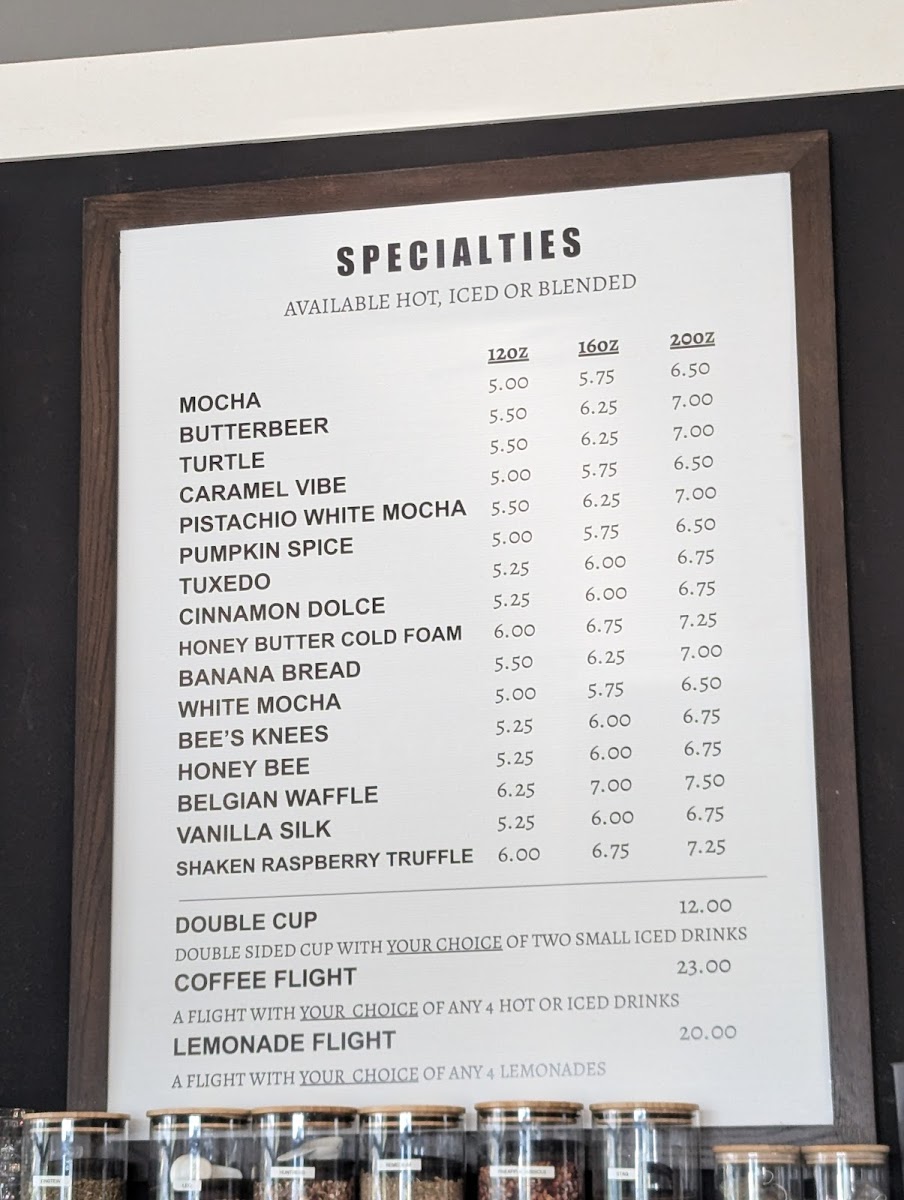 SPECIALTIES
AVAILABLE HOT, ICED OR BLENDED
12OZ 16OZ 20OZ
MOCHA 5.00 5.75 6.50
BUTTERBEER 5.50 6.25 7.00
TURTLE 5.50 6.25 7.00
CARAMEL VIBE 5.00 5.75 6.50
PISTACHIO WHITE MOCHA 5.50 6.25 7.00
PUMPKIN SPICE 5.00 5.75 6.50
TUXEDO 5.25 6.00 6.75
CINNAMON DOLCE 5.25 6.00 6.75
HONEY BUTTER COLD FOAM 6.00 6.75 7.25
BANANA BREAD 5.50 6.25 7.00
WHITE MOCHA 5.00 5.75 6.50
BEE'S KNEES 5.25 6.00 6.75
HONEY BEE 5.25 6.00 6.75
BELGIAN WAFFLE 6.25 7.00 7.50
VANILLA SILK 5.25 6.00 6.75
SHAKEN RASPBERRY TRUFFLE 6.00 6.75 7.25
DOUBLE CUP 12.00
DOUBLE SIDED CUP WITH YOUR CHOICE OF TWO SMALL ICED DRINKS
COFFEE FLIGHT 23.00
A FLIGHT WITH YOUR CHOICE OF ANY 4 HOT OR ICED DRINKS
LEMONADE FLIGHT 20.00
A FLIGHT WITH YOUR CHOICE OF ANY 4 LEMONADES